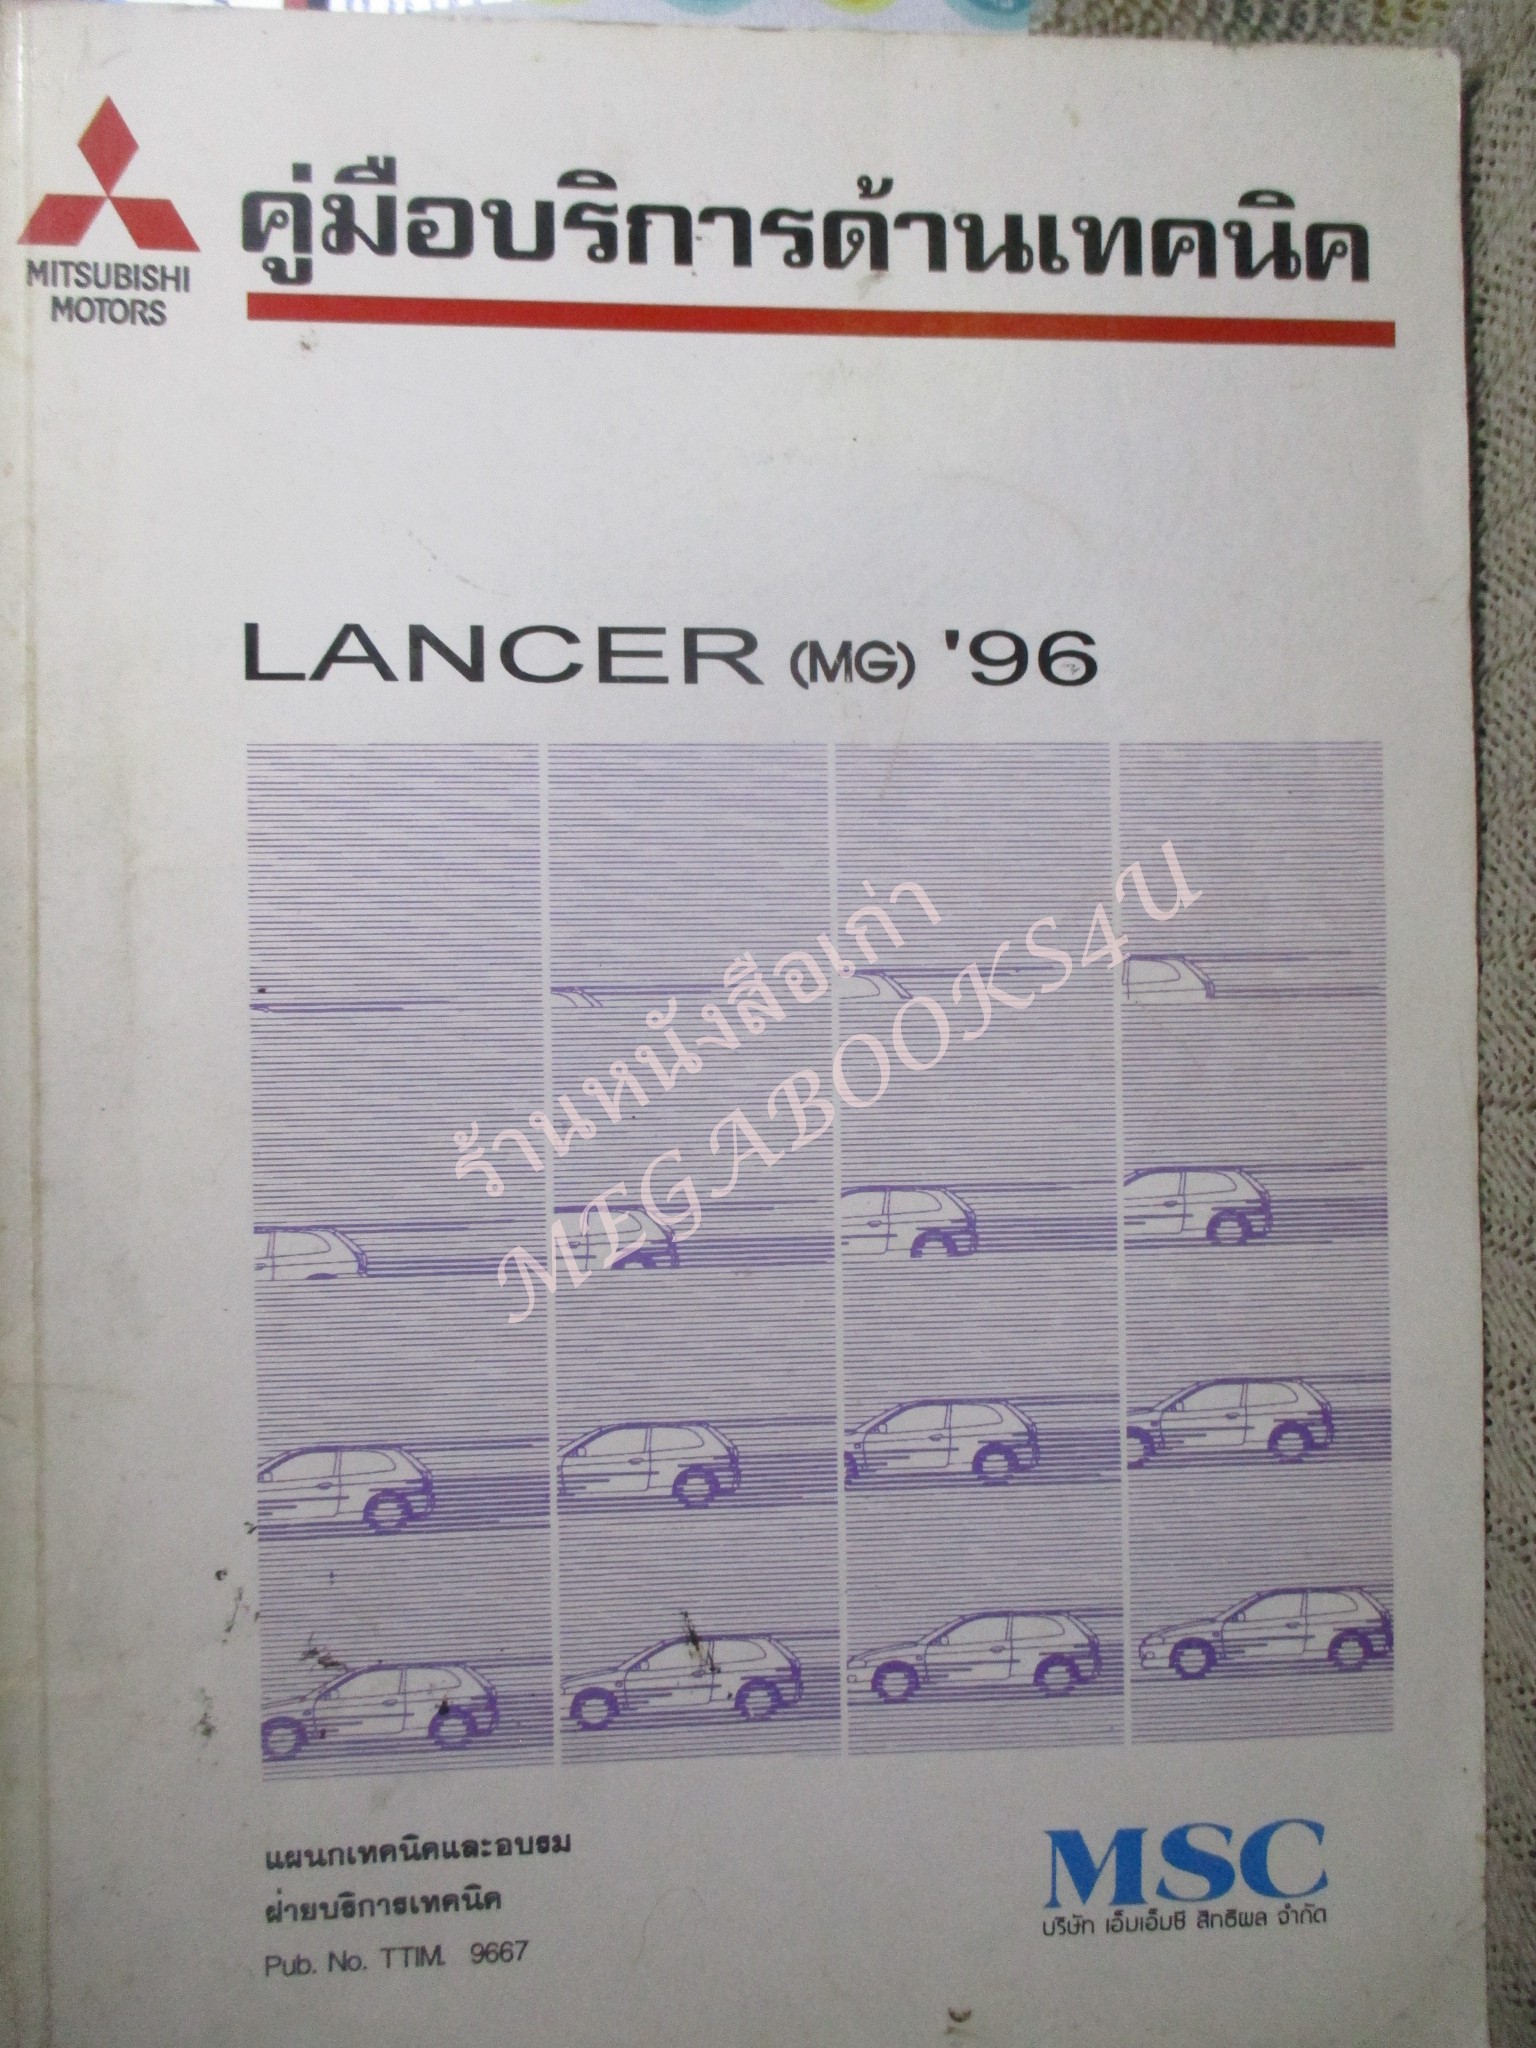 MITSUBISHI
MOTORS
คู่มือบริการด้านเทคนิค
LANCER (MG) '96
ร้านหนังสือเก่า
MEGABOOKS4U
แผนกเทคนิคและอบรม
ฝ่ายบริการเทคนิค
Pub. No. TTIM. 9667
MSC
บริษัท เอ็มเอ็มซี สิทธิผล จำกัด